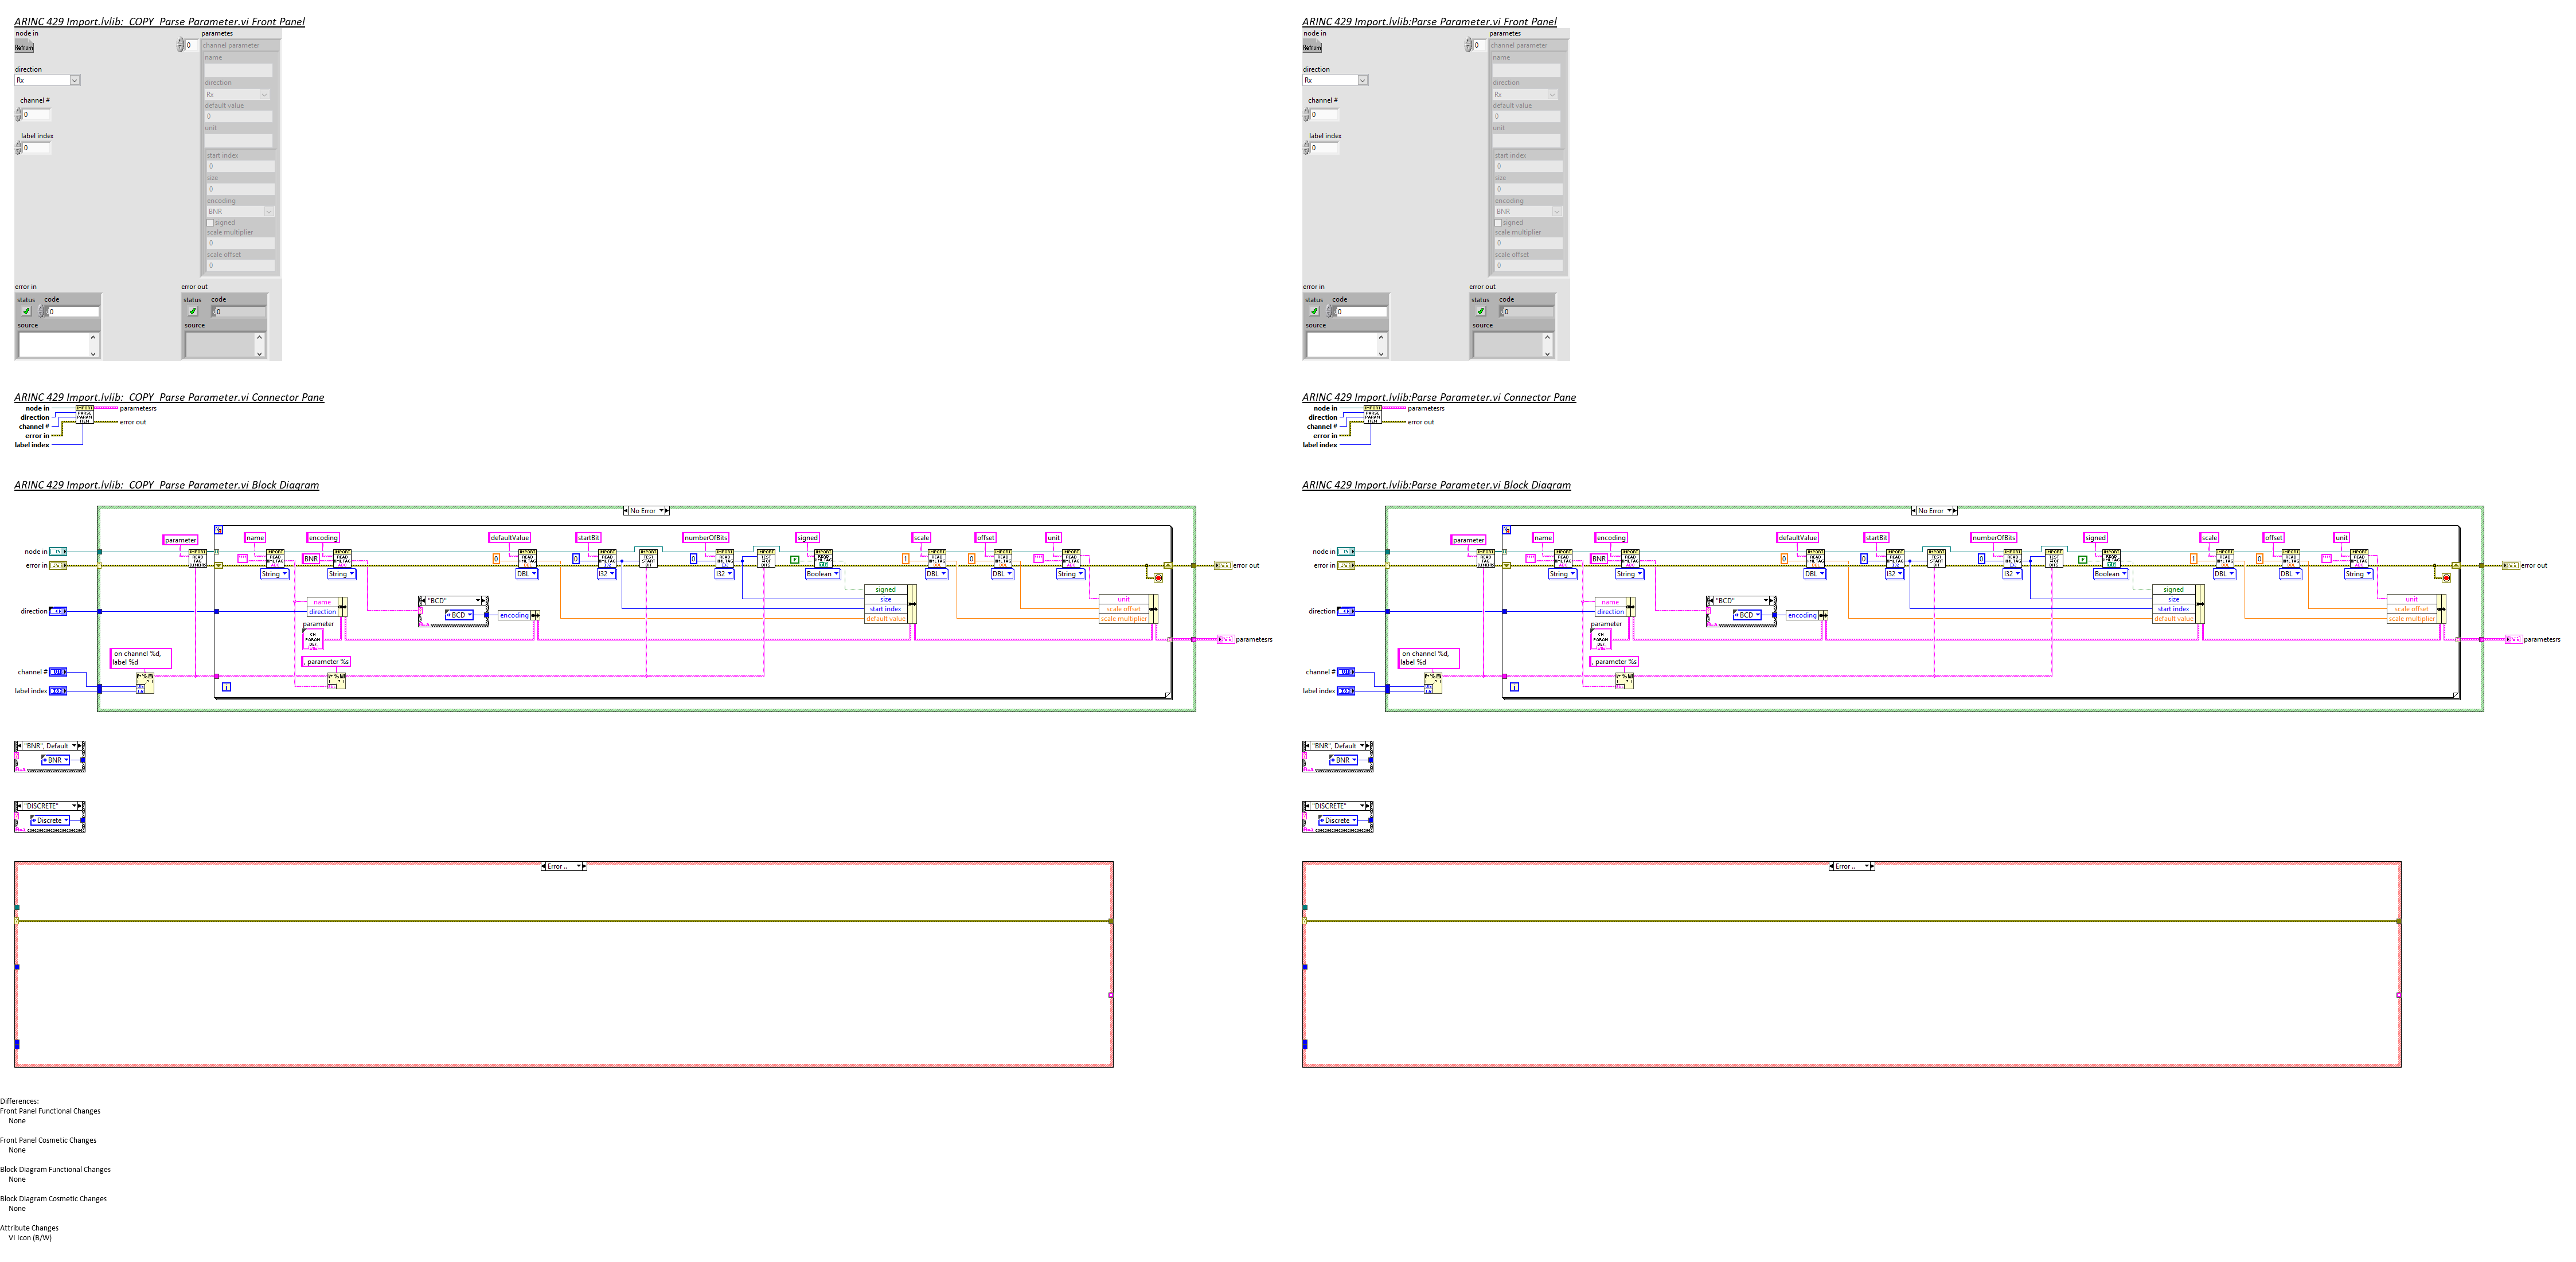 ARINC 429 Import.lvlib:_COPY_Parse Parameter.vi Front Panel
node in
Refnum
direction
Rx
channel #
0
label index
0
0
parametes
channel parameter
name
direction
Rx
default value
0
unit
start index
0
size
0
encoding
BNR
signed
scale multiplier
0
scale offset
0
error in
status code
0
source
error out
status code
0
source
ARINC 429 Import.lvlib:_COPY_Parse Parameter.vi Connector Pane
node in
direction
channel #
error in
label index
IMPORT
PARSE
PARAM
ITEM
parametesrs
error out
ARINC 429 Import.lvlib:_COPY_Parse Parameter.vi Block Diagram
No Error
parameter name encoding defaultValue startBit numberOfBits signed scale offset unit
node in
error in
BNR 0 0 0 1 0
String String DBL I32 I32 Boolean DBL DBL String
error out
direction
name
direction
parameter
"BCD"
BCD
encoding
signed
size
start index
default value
unit
scale offset
scale multiplier
parametesrs
on channel %d,
label %d
, parameter %s
channel #
label index
i
"BNR", Default
BNR
"DISCRETE"
Discrete
Error ..
Differences:
Front Panel Functional Changes
None
Front Panel Cosmetic Changes
None
Block Diagram Functional Changes
None
Block Diagram Cosmetic Changes
None
Attribute Changes
VI Icon (B/W)
ARINC 429 Import.lvlib:Parse Parameter.vi Front Panel
node in
Refnum
direction
Rx
channel #
0
label index
0
0
parametes
channel parameter
name
direction
Rx
default value
0
unit
start index
0
size
0
encoding
BNR
signed
scale multiplier
0
scale offset
0
error in
status code
0
source
error out
status code
0
source
ARINC 429 Import.lvlib:Parse Parameter.vi Connector Pane
node in
direction
channel #
error in
label index
IMPORT
PARSE
PARAM
ITEM
parametesrs
error out
ARINC 429 Import.lvlib:Parse Parameter.vi Block Diagram
No Error
parameter name encoding defaultValue startBit numberOfBits signed scale offset unit
node in
error in
BNR 0 0 0 1 0
String String DBL I32 I32 Boolean DBL DBL String
error out
direction
name
direction
parameter
"BCD"
BCD
encoding
signed
size
start index
default value
unit
scale offset
scale multiplier
parametesrs
on channel %d,
label %d
, parameter %s
channel #
label index
i
"BNR", Default
BNR
"DISCRETE"
Discrete
Error ..